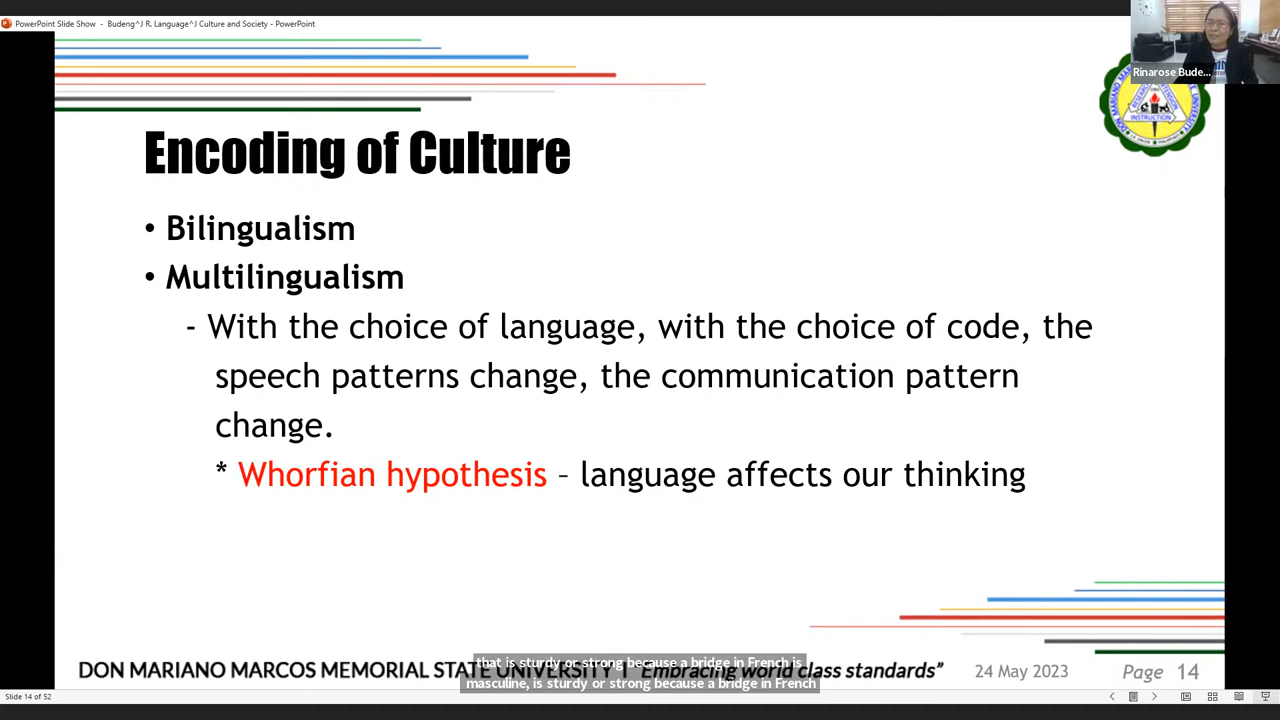 PowerPoint Slide Show - Budeng^J R. Language^J Culture and Society - PowerPoint
Rinarose Bude...
INSTRUCTION
Encoding of Culture
• Bilingualism
• Multilingualism
- With the choice of language, with the choice of code, the
speech patterns change, the communication pattern
change.
* Whorfian hypothesis – language affects our thinking
that is sturdy or strong because a bridge in French is
masculine, is sturdy or strong because a bridge in French
DON MARIANO MARCOS MEMORIAL STATE UNIVERSITY | "Embracing world class standards” 24 May 2023 Page 14
Slide 14 of 52